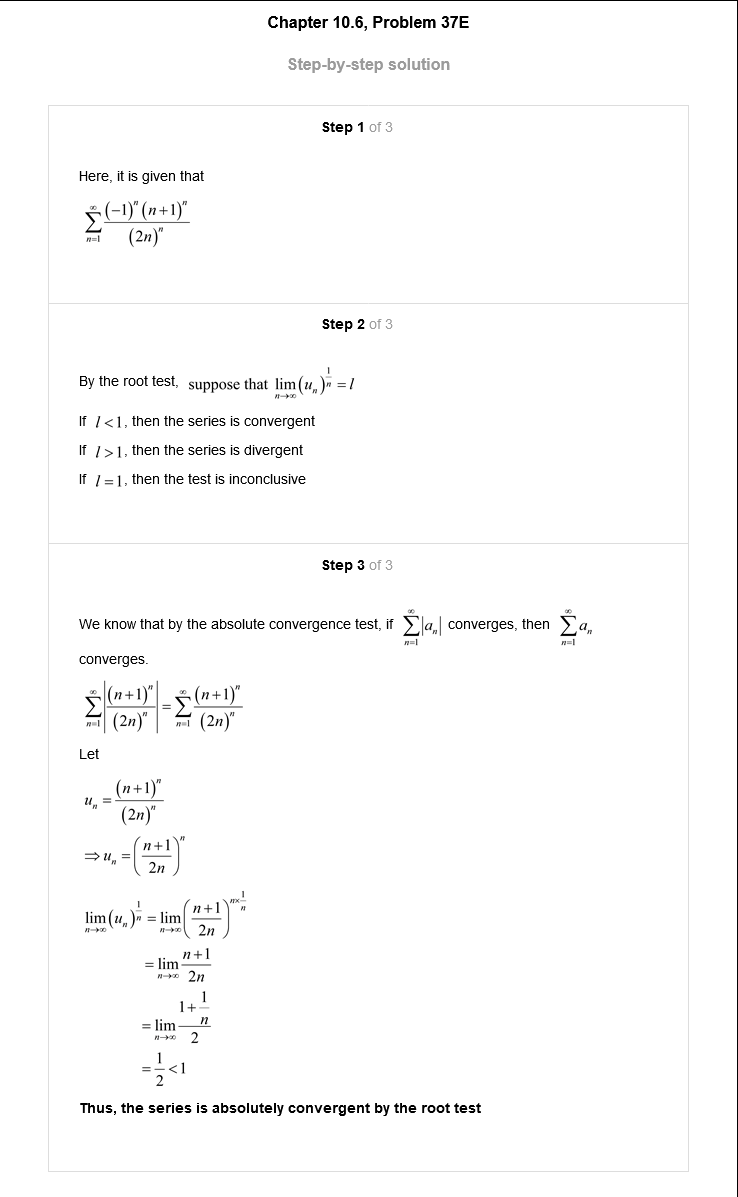 Chapter 10.6, Problem 37E
Step-by-step solution
Step 1 of 3
Here, it is given that
$\sum_{n=1}^{\infty} \frac{(-1)^n (n+1)^n}{(2n)^n}$
Step 2 of 3
By the root test, suppose that $\lim_{n \to \infty} (u_n)^{\frac{1}{n}} = l$
If $l < 1$, then the series is convergent
If $l > 1$, then the series is divergent
If $l = 1$, then the test is inconclusive
Step 3 of 3
We know that by the absolute convergence test, if $\sum_{n=1}^{\infty} |a_n|$ converges, then $\sum_{n=1}^{\infty} a_n$
converges.
$\sum_{n=1}^{\infty} \left| \frac{(n+1)^n}{(2n)^n} \right| = \sum_{n=1}^{\infty} \frac{(n+1)^n}{(2n)^n}$
Let
$u_n = \frac{(n+1)^n}{(2n)^n}$
$\Rightarrow u_n = \left( \frac{n+1}{2n} \right)^n$
$\lim_{n \to \infty} (u_n)^{\frac{1}{n}} = \lim_{n \to \infty} \left( \frac{n+1}{2n} \right)^{n \times \frac{1}{n}}$
$= \lim_{n \to \infty} \frac{n+1}{2n}$
$= \lim_{n \to \infty} \frac{1 + \frac{1}{n}}{2}$
$= \frac{1}{2} < 1$
Thus, the series is absolutely convergent by the root test